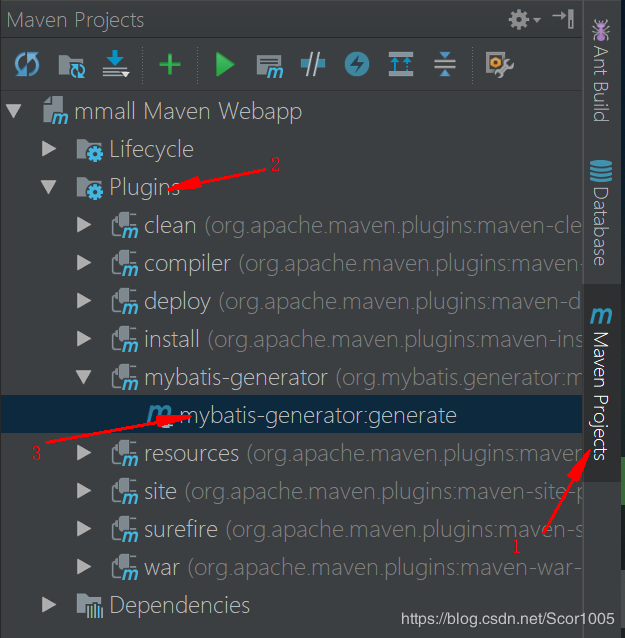 Maven Projects
mmall Maven Webapp
Lifecycle
2
Plugins
clean (org.apache.maven.plugins:maven-cle
compiler (org.apache.maven.plugins:maven-
deploy (org.apache.maven.plugins:maven-d
install (org.apache.maven.plugins:maven-ins
mybatis-generator (org.mybatis.generator:m
mybatis-generator:generate
3
resources (org.apache.maven.plugins:maven
site (org.apache.maven.plugins:maven-site-p
surefire (org.apache.maven.plugins:maven-s
1
war (org.apache.maven.plugins:maven-war-
Dependencies
Ant Build
Database
Maven Projects
https://blog.csdn.net/Scor1005